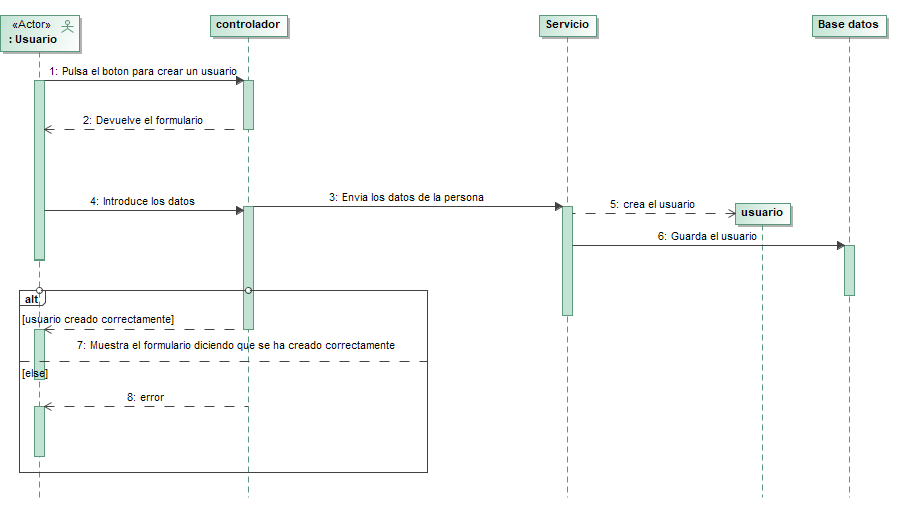 «Actor»
: Usuario
controlador
Servicio
Base datos
1: Pulsa el boton para crear un usuario
2: Devuelve el formulario
4: Introduce los datos
3: Envia los datos de la persona
5: crea el usuario
usuario
6: Guarda el usuario
alt
[usuario creado correctamente]
7: Muestra el formulario diciendo que se ha creado correctamente
[else]
8: error